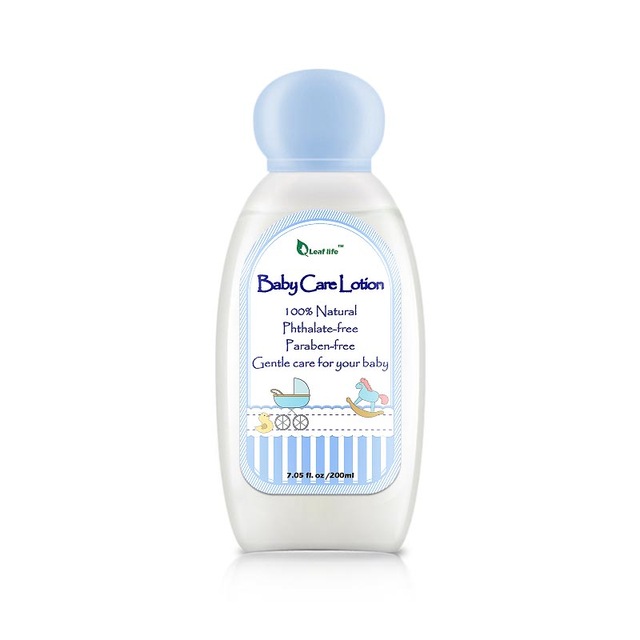 Leaf life™
Baby Care Lotion
100% Natural
Phthalate-free
Paraben-free
Gentle care for your baby
7.05 fl. oz /200ml